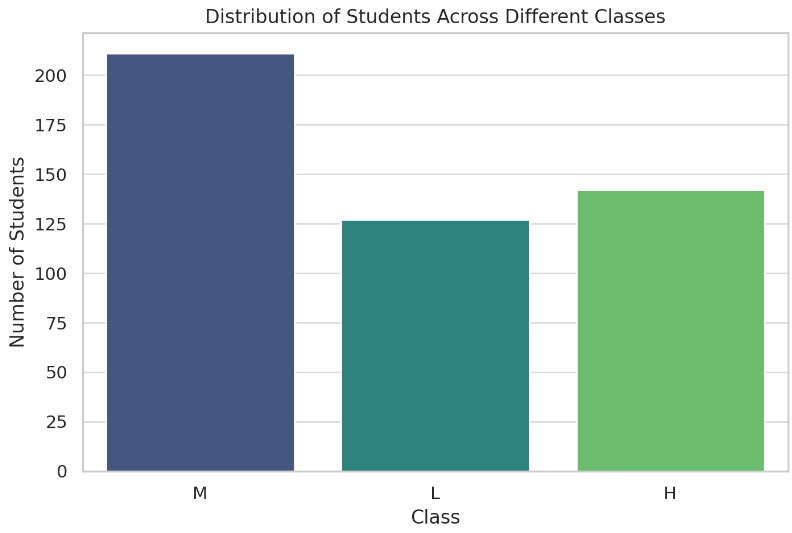 Distribution of Students Across Different Classes
Number of Students
200
175
150
125
100
75
50
25
0
M
L
H
Class